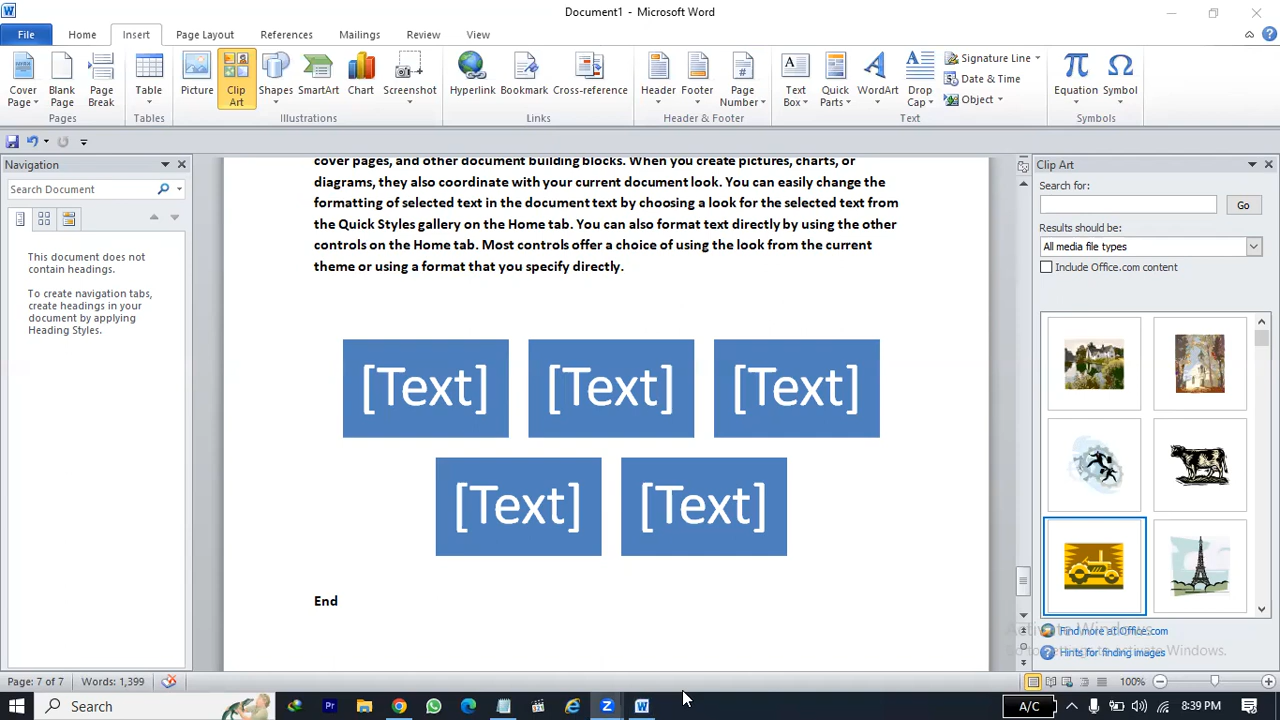 Document1 - Microsoft Word
File Home Insert Page Layout References Mailings Review View
Cover Page
Blank Page
Page Break
Table
Picture
Clip Art
Shapes
SmartArt
Chart
Screenshot
Hyperlink
Bookmark
Cross-reference
Header
Footer
Page Number
Text Box
Quick Parts
WordArt
Drop Cap
Signature Line
Date & Time
Object
Equation
Symbol
Pages Tables Illustrations Links Header & Footer Text Symbols
Navigation
Search Document
This document does not
contain headings.
To create navigation tabs,
create headings in your
document by applying
Heading Styles.
cover pages, and other document building blocks. When you create pictures, charts, or
diagrams, they also coordinate with your current document look. You can easily change the
formatting of selected text in the document text by choosing a look for the selected text from
the Quick Styles gallery on the Home tab. You can also format text directly by using the other
controls on the Home tab. Most controls offer a choice of using the look from the current
theme or using a format that you specify directly.
[Text] [Text] [Text]
[Text] [Text]
End
Clip Art
Search for:
Go
Results should be:
All media file types
Include Office.com content
Find more at Office.com
Hints for finding images
Activate Windows
Go to Settings to activate Windows.
Page: 7 of 7 Words: 1,399
100%
Search
A/C
8:39 PM